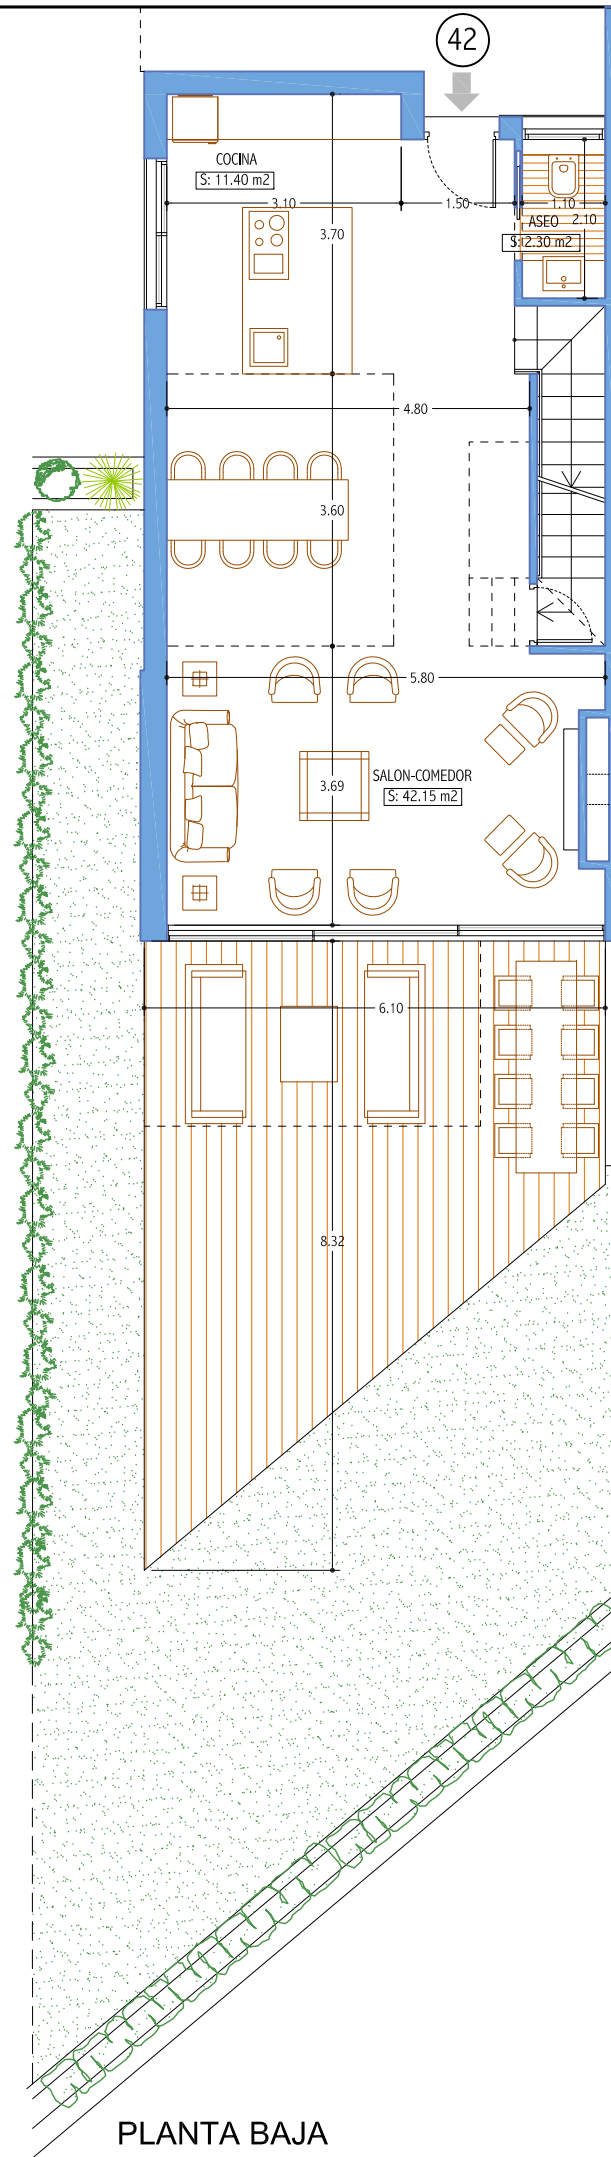 42
COCINA
S: 11.40 m2
3.10
1.50
1.10
ASEO
2.10
3.70
S:2.30 m2
4.80
3.60
5.80
3.69
SALON-COMEDOR
S: 42.15 m2
6.10
8.32
PLANTA BAJA